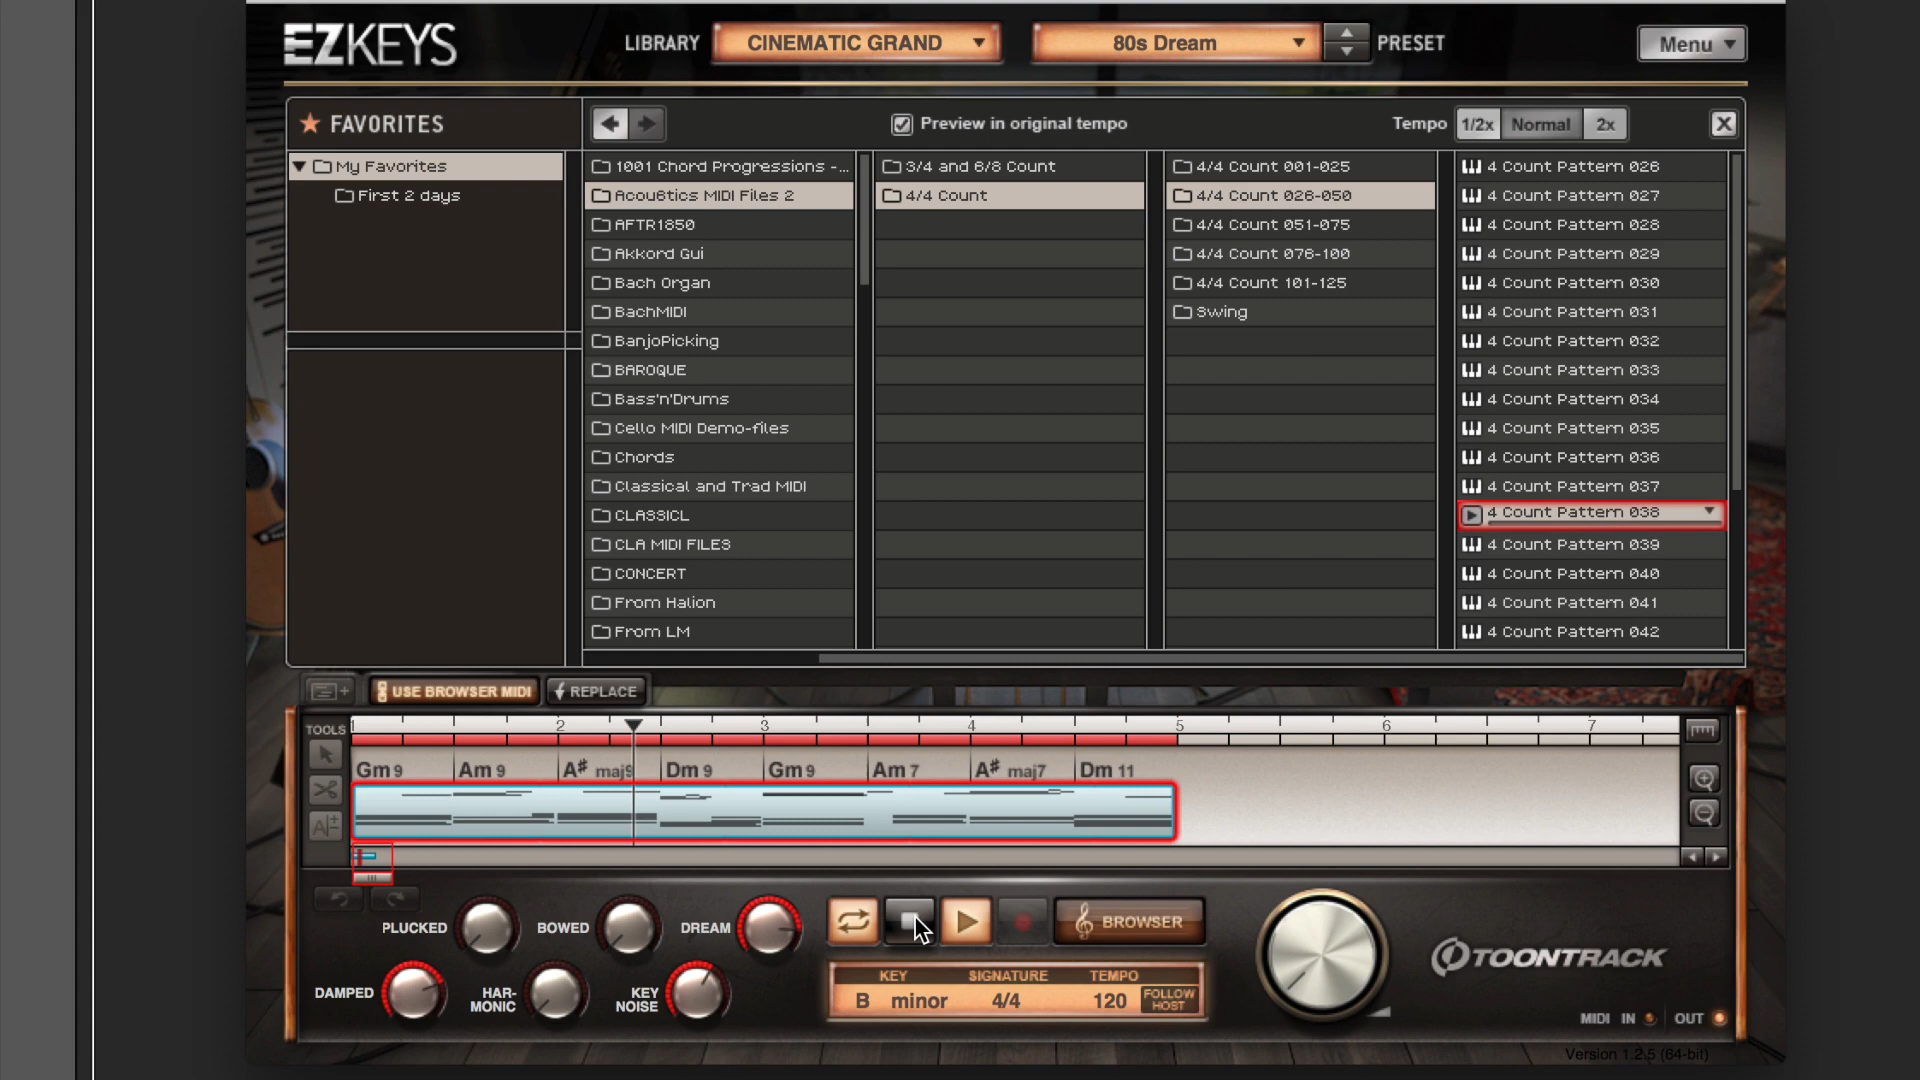 EZKEYS
LIBRARY CINEMATIC GRAND 80s Dream PRESET Menu
FAVORITES
Preview in original tempo Tempo 1/2x Normal 2x X
My Favorites
First 2 days
1001 Chord Progressions -...
Acou6tics MIDI Files 2
AFTR1850
Akkord Gui
Bach Organ
BachMIDI
BanjoPicking
BAROQUE
Bass'n'Drums
Cello MIDI Demo-files
Chords
Classical and Trad MIDI
CLASSICL
CLA MIDI FILES
CONCERT
From Halion
From LM
3/4 and 6/8 Count
4/4 Count
4/4 Count 001-025
4/4 Count 026-050
4/4 Count 051-075
4/4 Count 076-100
4/4 Count 101-125
Swing
4 Count Pattern 026
4 Count Pattern 027
4 Count Pattern 028
4 Count Pattern 029
4 Count Pattern 030
4 Count Pattern 031
4 Count Pattern 032
4 Count Pattern 033
4 Count Pattern 034
4 Count Pattern 035
4 Count Pattern 036
4 Count Pattern 037
4 Count Pattern 038
4 Count Pattern 039
4 Count Pattern 040
4 Count Pattern 041
4 Count Pattern 042
USE BROWSER MIDI REPLACE
TOOLS 1 2 3 4 5 6 7
Gm9 Am9 A♯ maj9 Dm9 Gm9 Am7 A♯ maj7 Dm11
A
PLUCKED BOWED DREAM BROWSER
DAMPED HAR-
MONIC KEY
NOISE
KEY SIGNATURE TEMPO
B minor 4/4 120 FOLLOW
HOST
TOONTRACK
MIDI IN OUT
Version 1.2.5 (64-bit)